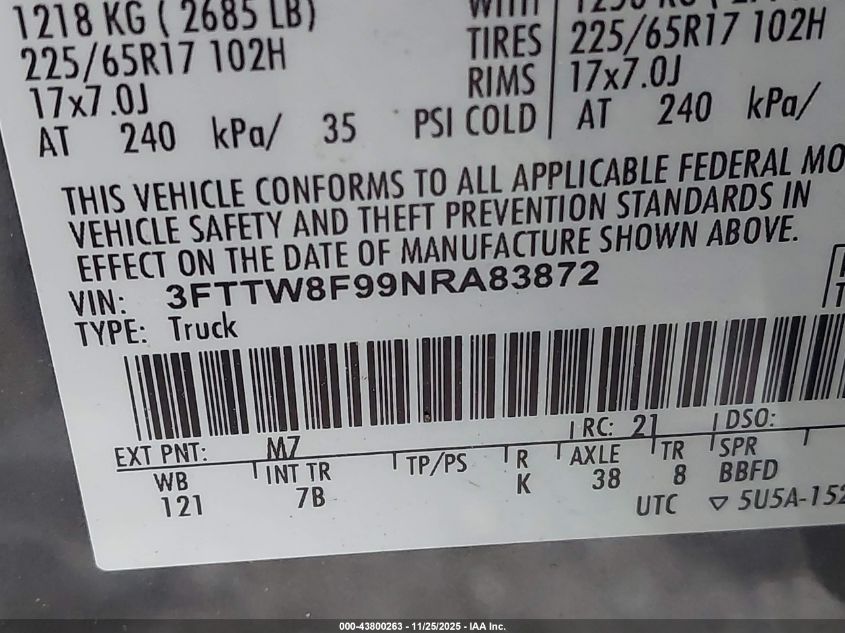 1218 KG ( 2685 LB)
WITH
TIRES
RIMS
225/65R17 102H
17x7.0J
AT 240 kPa/ 35 PSI COLD
225/65R17 102H
17x7.0J
AT 240 kPa/
THIS VEHICLE CONFORMS TO ALL APPLICABLE FEDERAL MO
VEHICLE SAFETY AND THEFT PREVENTION STANDARDS IN
EFFECT ON THE DATE OF MANUFACTURE SHOWN ABOVE.
VIN: 3FTTW8F99NRA83872
TYPE: Truck
EXT PNT: M7 RC: 21 DSO:
WB INT TR TP/PS R AXLE TR SPR
121 7B K 38 8 BBFD
UTC ▽ 5U5A-152
000-43800263 - 11/25/2025 - IAA Inc.